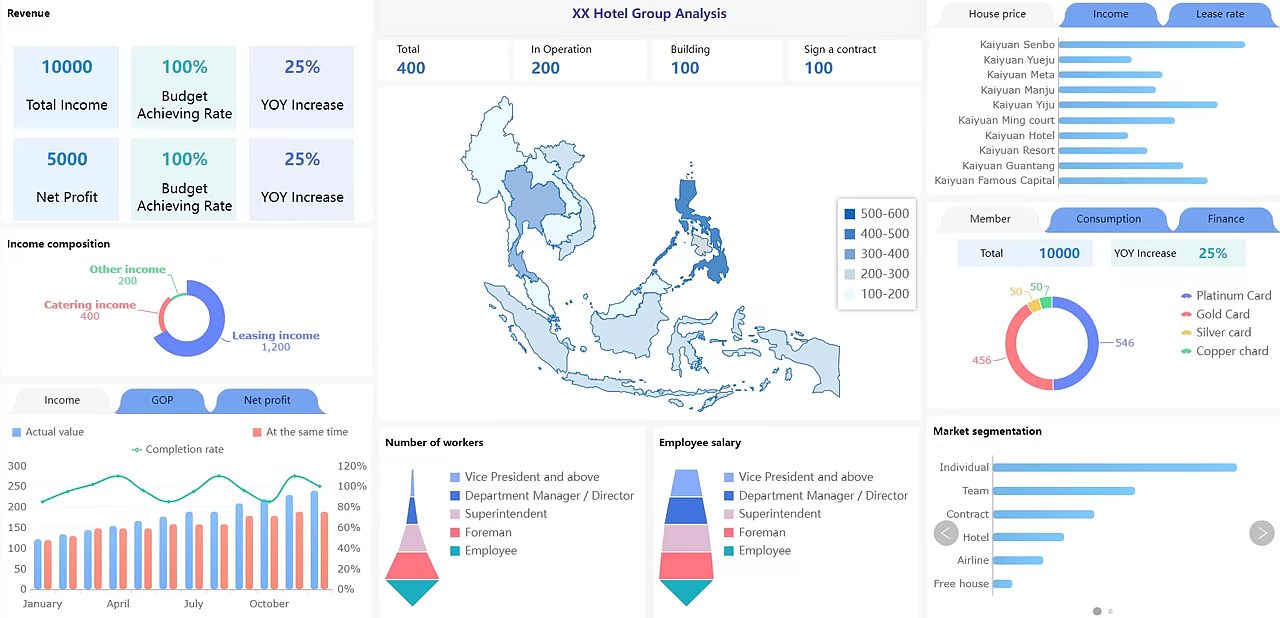 Revenue
10000
Total Income
100%
Budget
Achieving Rate
25%
YOY Increase
5000
Net Profit
100%
Budget
Achieving Rate
25%
YOY Increase
Income composition
Other income
200
Catering income
400
Leasing income
1,200
Income
GOP
Net profit
Actual value
At the same time
Completion rate
300
250
200
150
100
50
0
120%
100%
80%
60%
40%
20%
0%
January
April
July
October
XX Hotel Group Analysis
Total
400
In Operation
200
Building
100
Sign a contract
100
500-600
400-500
300-400
200-300
100-200
Number of workers
Vice President and above
Department Manager / Director
Superintendent
Foreman
Employee
Employee salary
Vice President and above
Department Manager / Director
Superintendent
Foreman
Employee
House price
Income
Lease rate
Kaiyuan Senbo
Kaiyuan Yueju
Kaiyuan Meta
Kaiyuan Manju
Kaiyuan Yiju
Kaiyuan Ming court
Kaiyuan Hotel
Kaiyuan Resort
Kaiyuan Guantang
Kaiyuan Famous Capital
Member
Consumption
Finance
Total
10000
YOY Increase
25%
50
50
456
546
Platinum Card
Gold Card
Silver card
Copper chard
Market segmentation
Individual
Team
Contract
Hotel
Airline
Free house